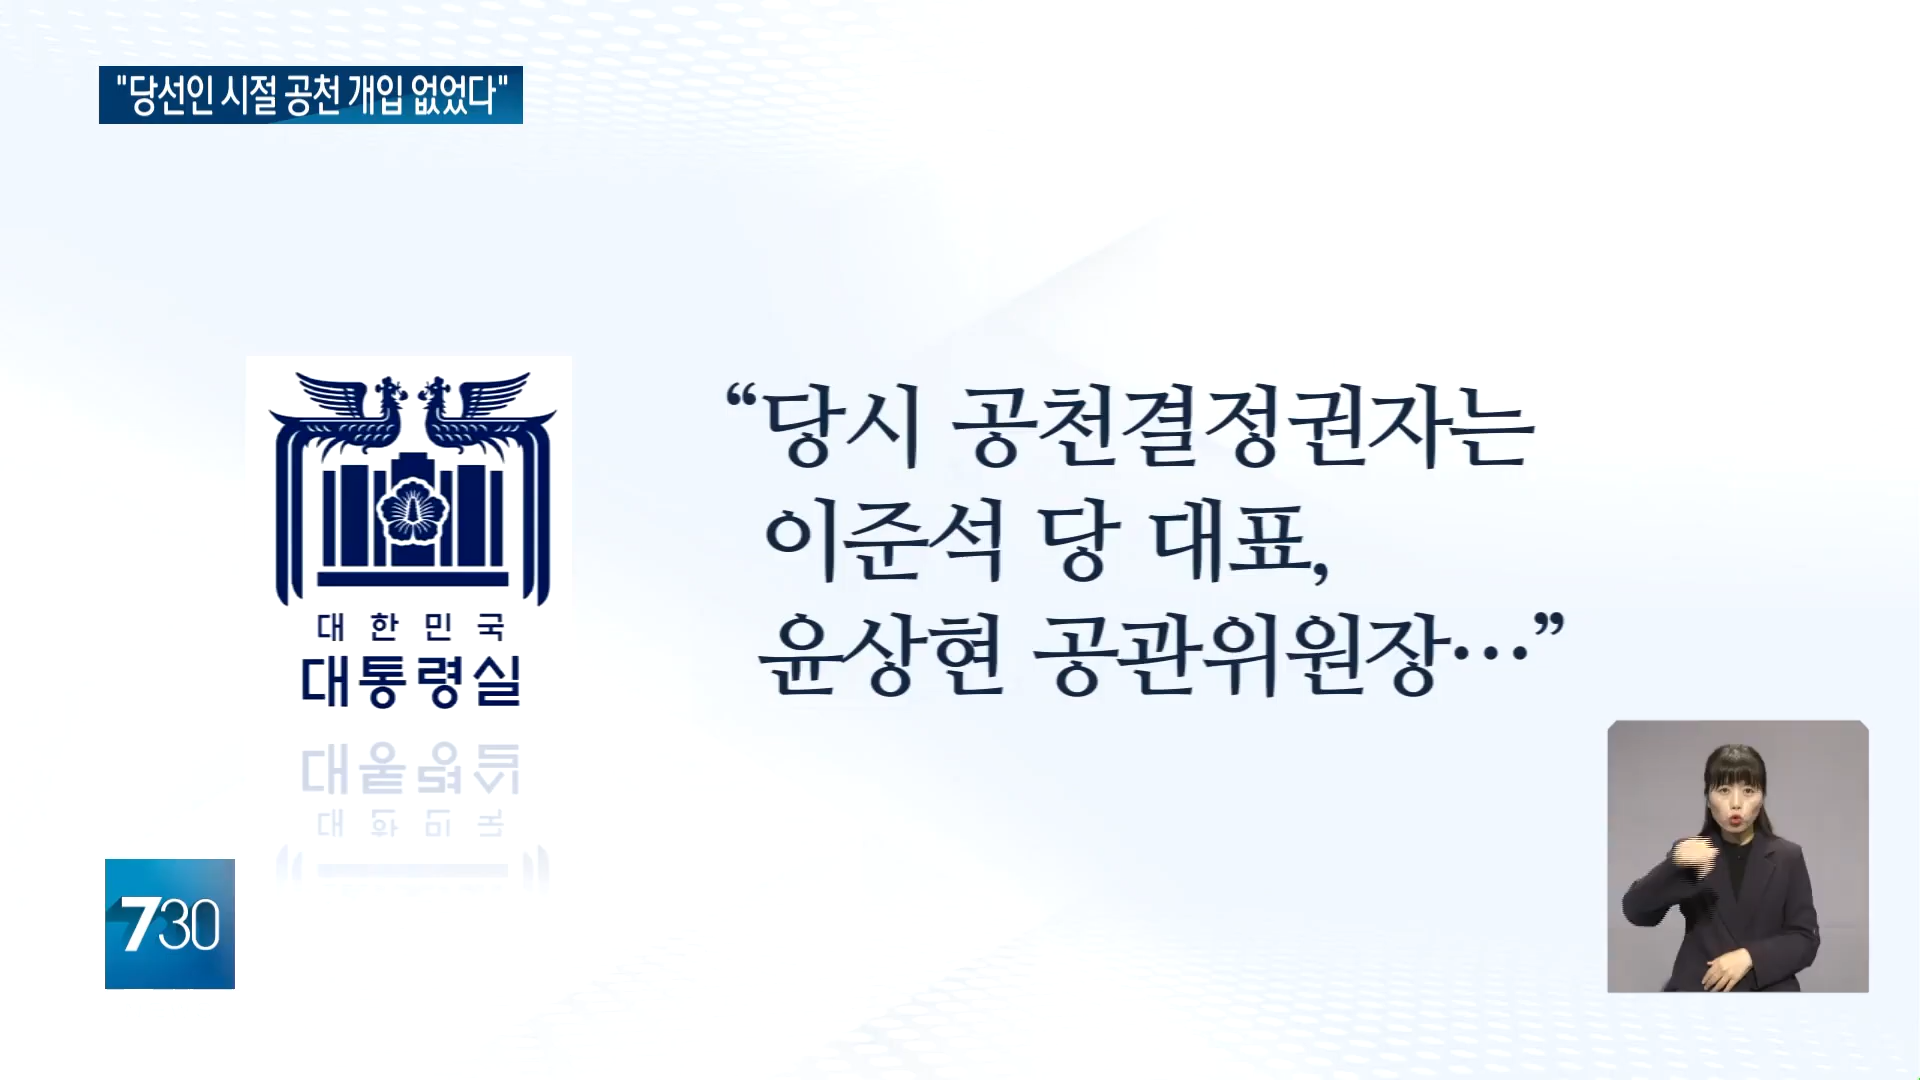 "당선인 시절 공천 개입 없었다"
“당시 공천결정권자는
이준석 당 대표,
윤상현 공관위원장…”
대한민국
대통령실
730